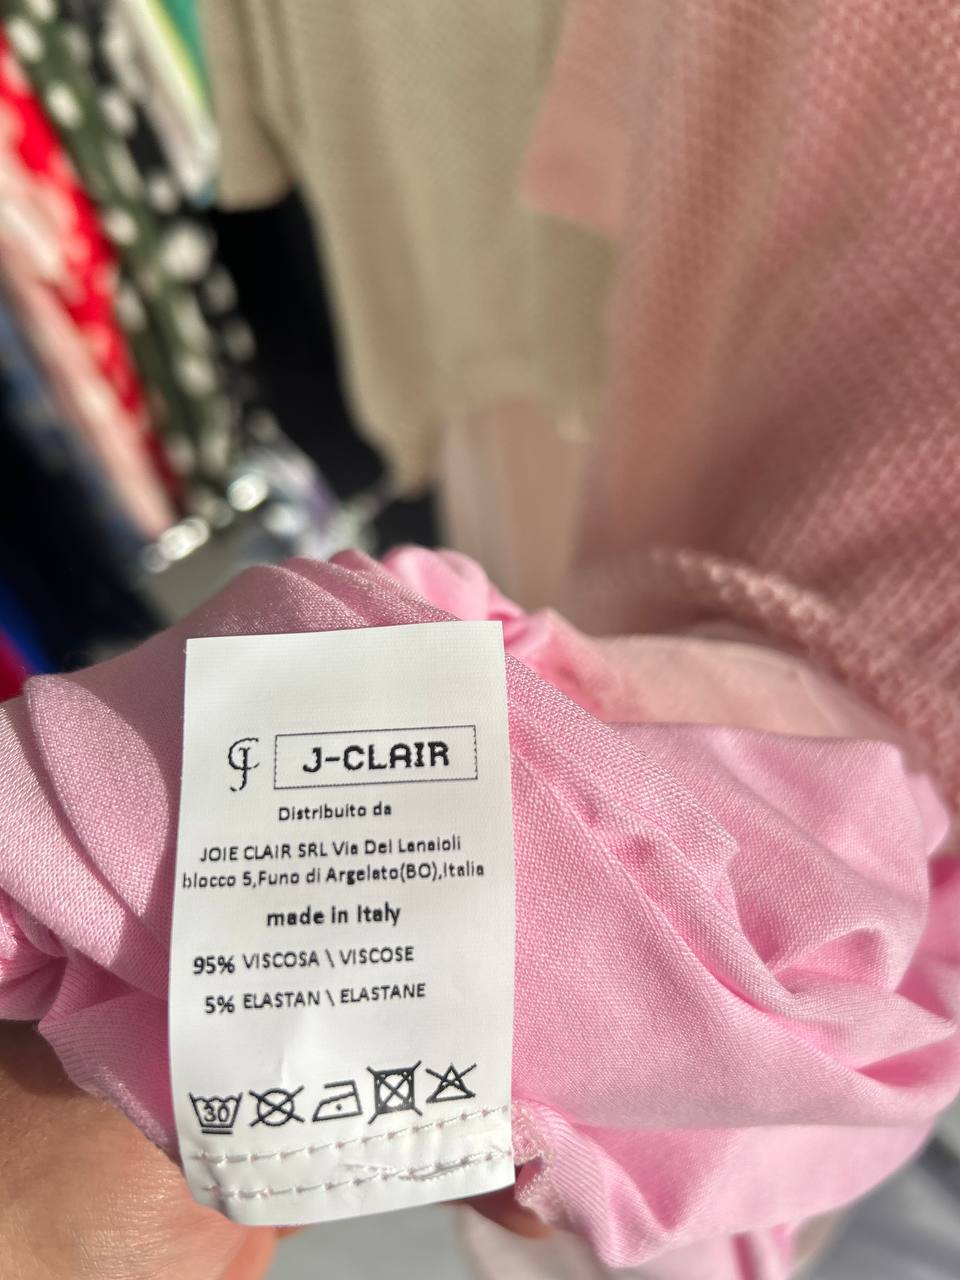 J-CLAIR
Distribuito da
JOIE CLAIR SRL Via Dei Lanaioli
blocco 5,Funo di Argelato(BO),Italia
made in Italy
95% VISCOSA \ VISCOSE
5% ELASTAN \ ELASTANE
30